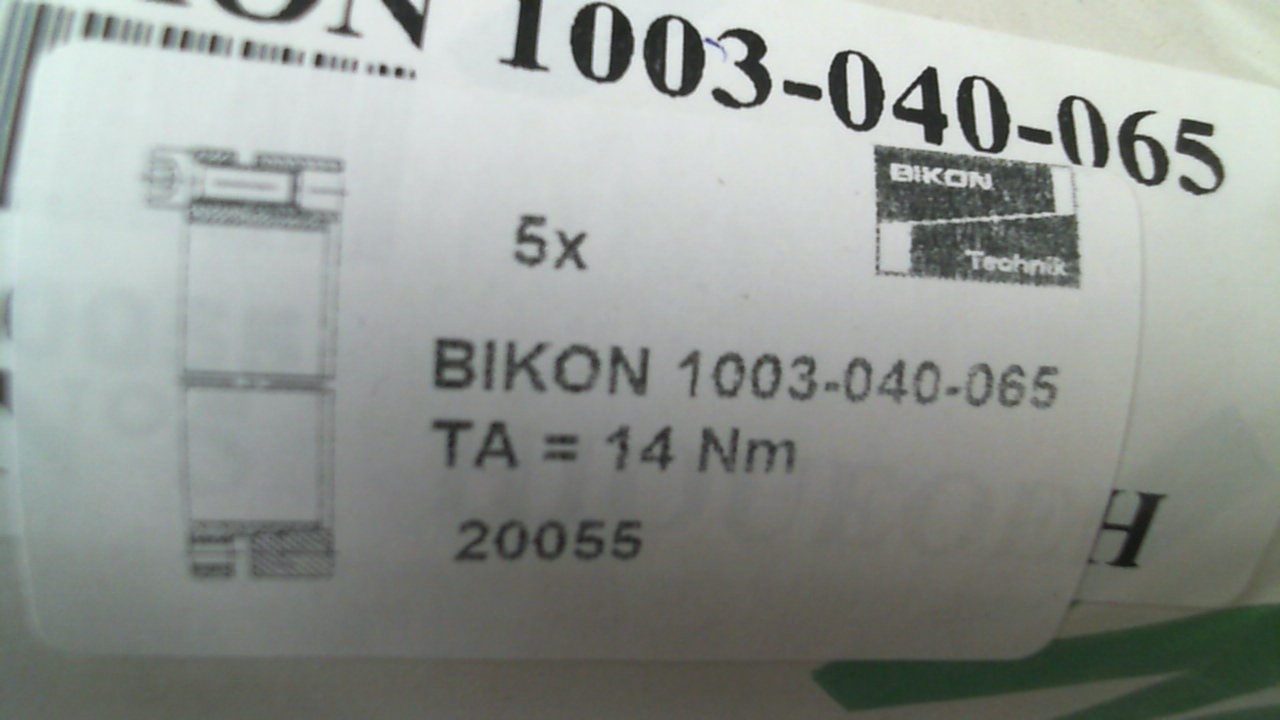 1003-040-065
BIKON
Technik
5x
BIKON 1003-040-065
TA = 14 Nm
20055
H